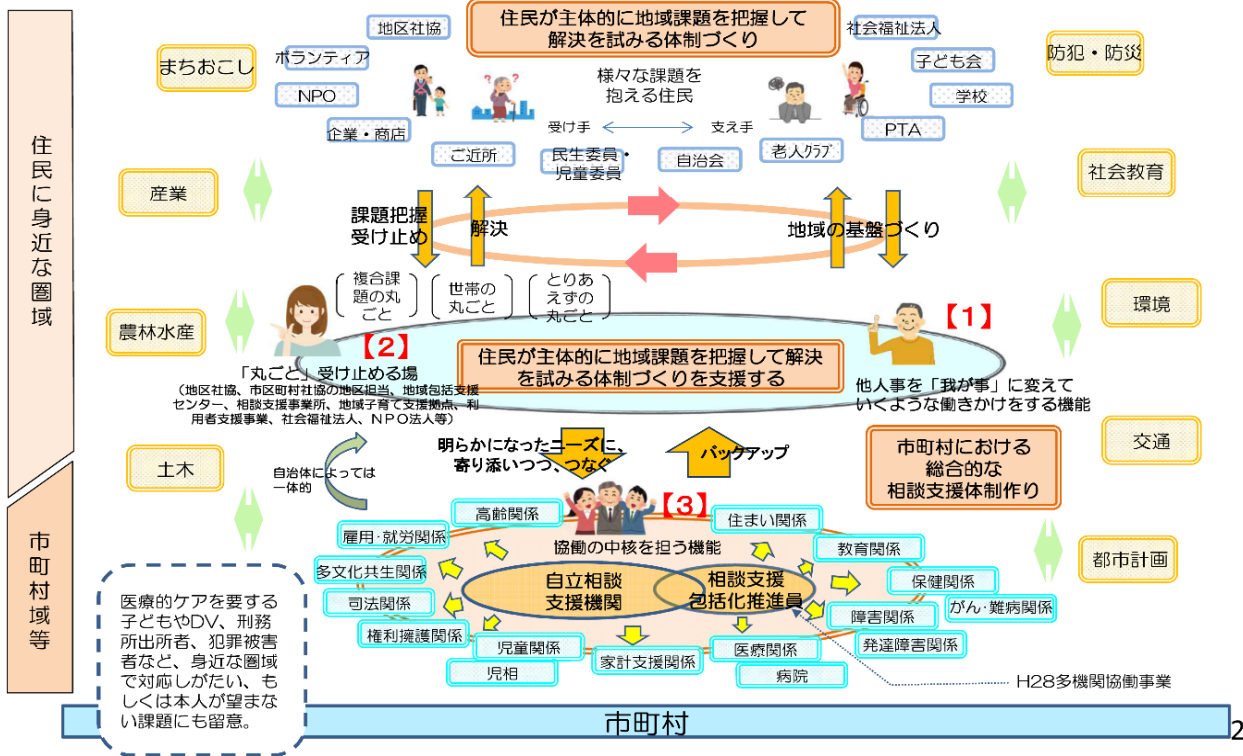 住民が主体的に地域課題を把握して
解決を試みる体制づくり
地区社協
ボランティア
まちおこし
NPO
企業・商店
ご近所
様々な課題を
抱える住民
受け手
支え手
民生委員・
児童委員
自治会
老人クラブ
社会福祉法人
子ども会
学校
PTA
防犯・防災
住民に身近な圏域
産業
社会教育
課題把握
受け止め
解決
地域の基盤づくり
複合課
題の丸
ごと
世帯の
丸ごと
とりあ
えずの
丸ごと
農林水産
環境
【1】
【2】
住民が主体的に地域課題を把握して解決
を試みる体制づくりを支援する
「丸ごと」受け止める場
(地区社協、市区町村社協の地区担当、地域包括支援
センター、相談支援事業所、地域子育て支援拠点、利
用者支援事業、社会福祉法人、NPO法人等)
他人事を「我が事」に変えて
いくような働きかけをする機能
土木
交通
自治体によっては
一体的
明らかになったニーズに、
寄り添いつつ、つなぐ
バックアップ
市町村における
総合的な
相談支援体制作り
市町村域等
【3】
高齢関係
住まい関係
雇用・就労関係
協働の中核を担う機能
教育関係
都市計画
多文化共生関係
自立相談
支援機関
相談支援
包括化推進員
保健関係
司法関係
がん・難病関係
障害関係
権利擁護関係
発達障害関係
児童関係
児相
家計支援関係
医療関係
病院
H28多機関協働事業
医療的ケアを要する
子どもやDV、刑務
所出所者、犯罪被害
者など、身近な圏域
で対応しがたい、も
しくは本人が望まな
い課題にも留意。
市町村
2